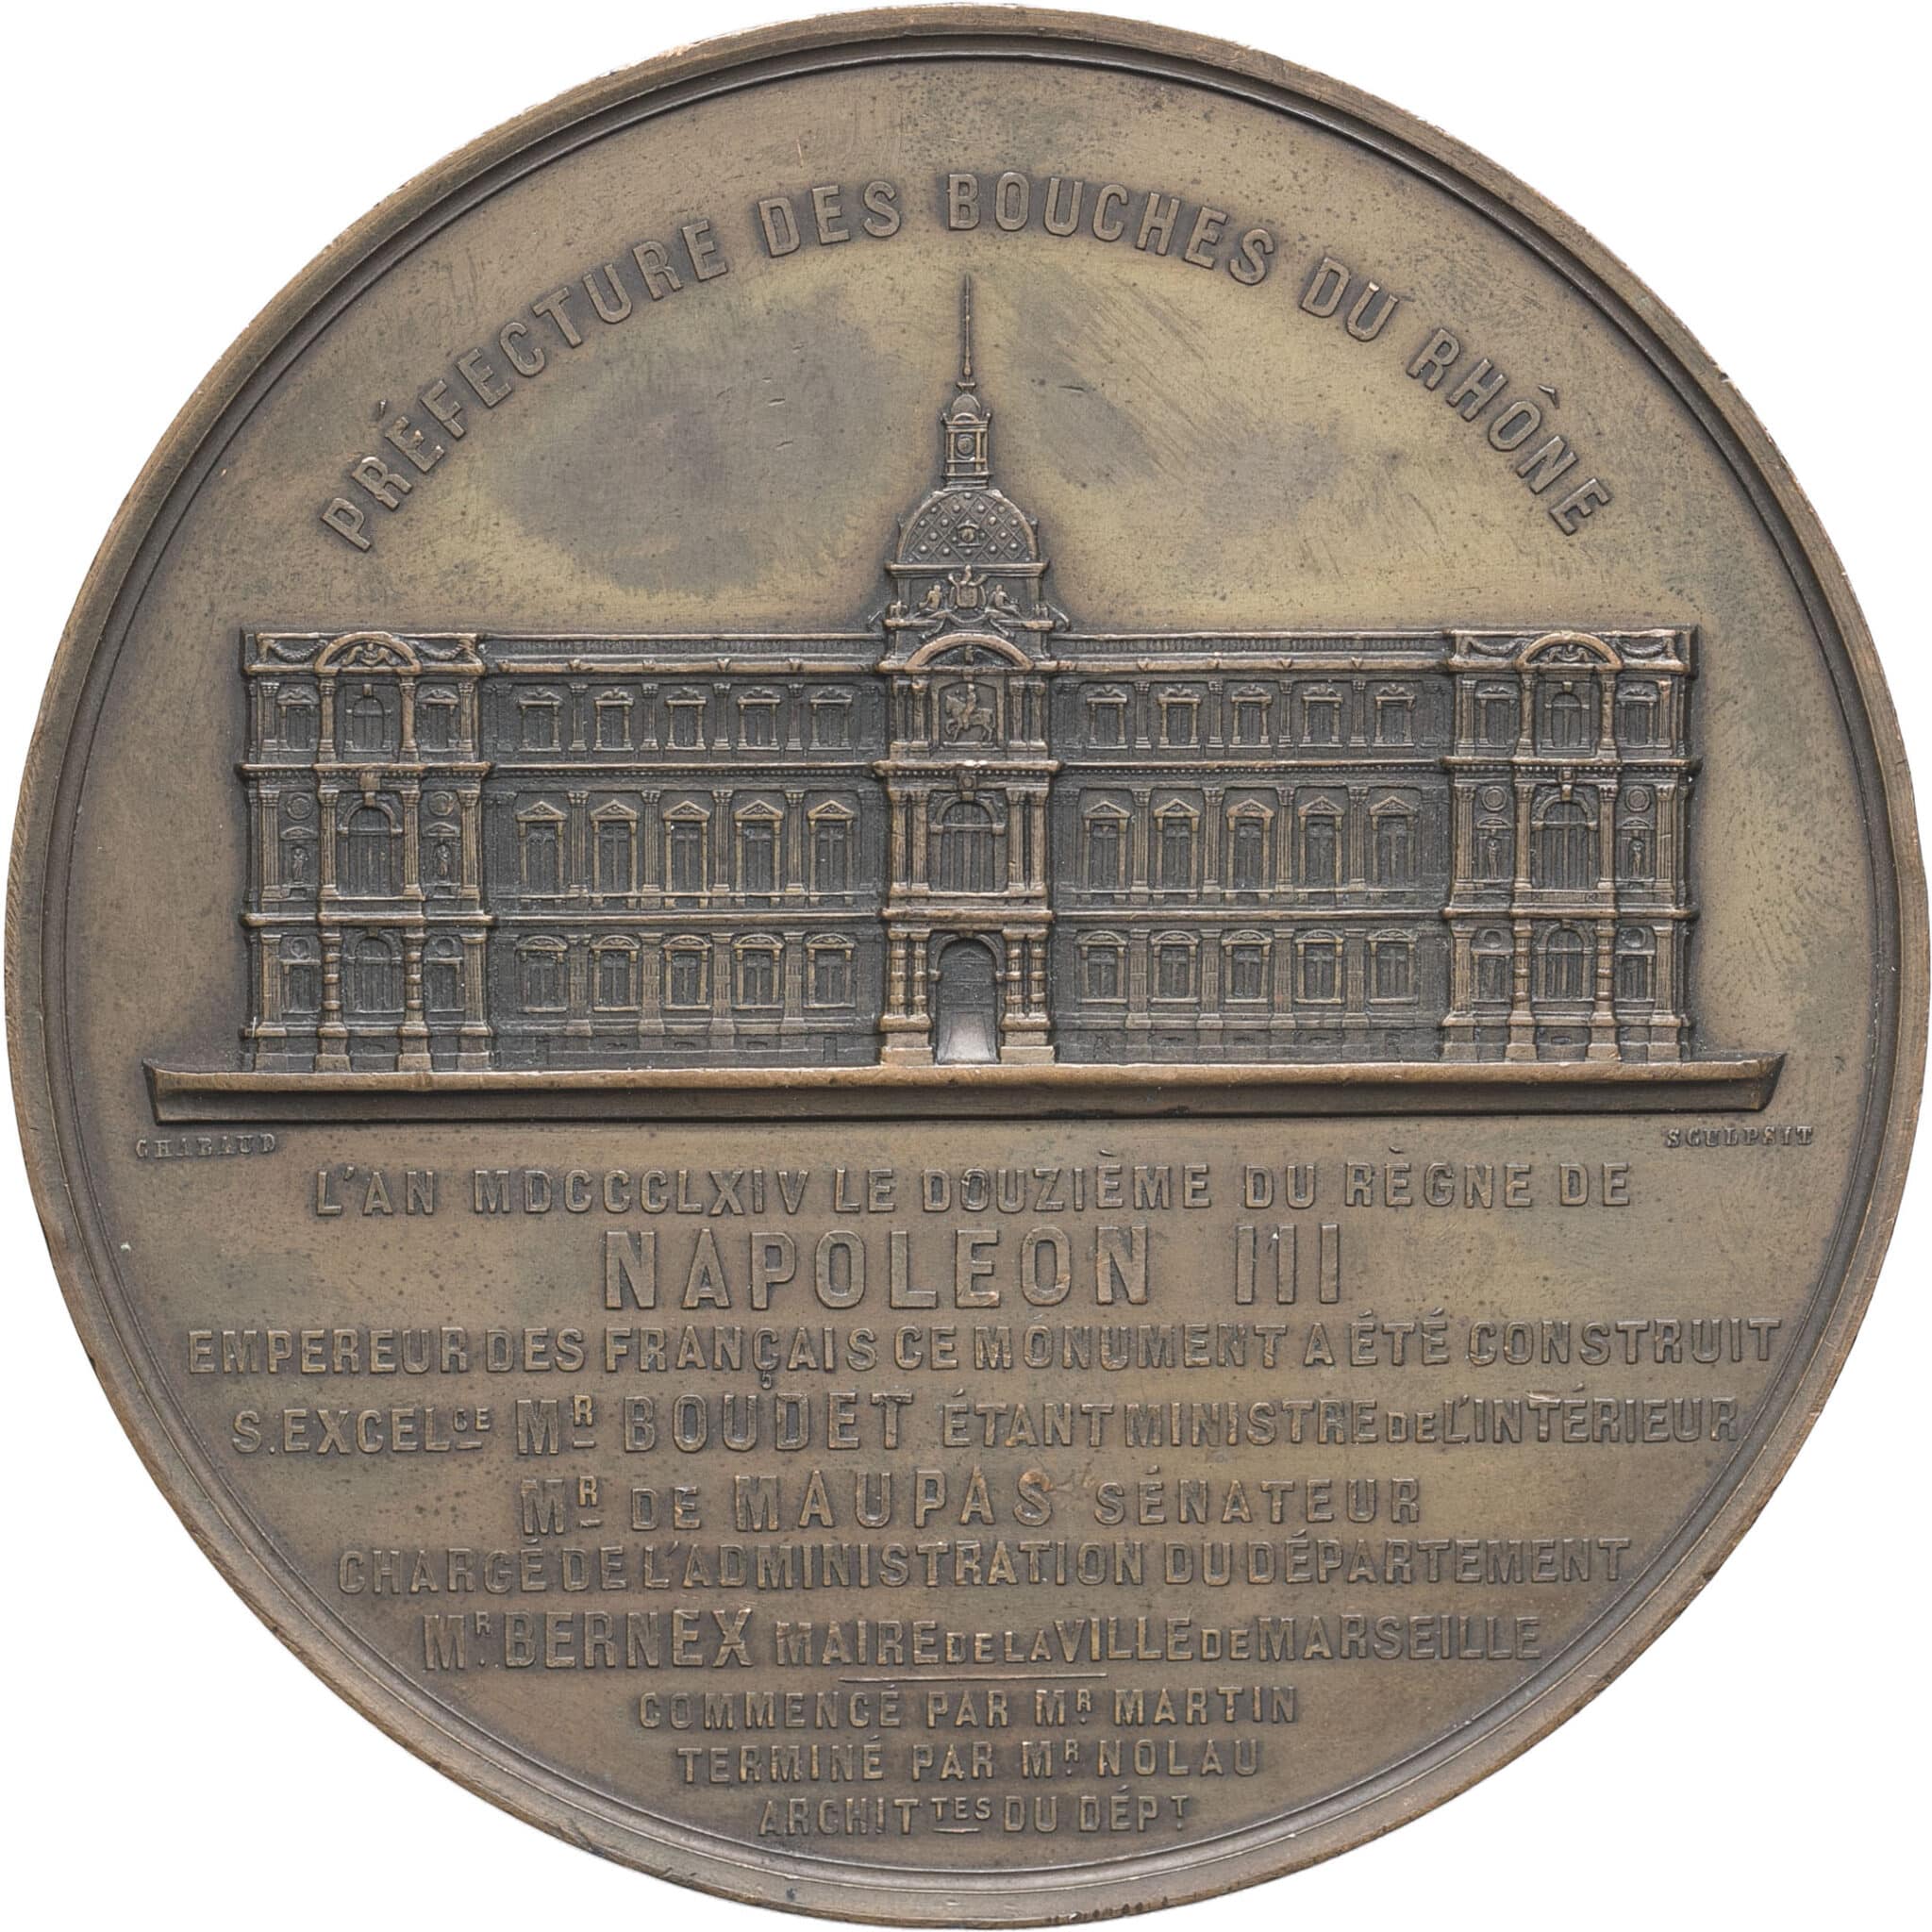 PRÉFECTURE DES BOUCHES DU RHÔNE
CHABAUD SCULPSIT
L'AN MDCCCLXIV LE DOUZIÈME DU RÈGNE DE
NAPOLEON III
EMPEREUR DES FRANÇAIS CE MONUMENT A ÉTÉ CONSTRUIT
S. EXCELCE MR BOUDET ÉTANT MINISTRE DE L'INTÉRIEUR
MR DE MAUPAS SÉNATEUR
CHARGÉ DE L'ADMINISTRATION DU DÉPARTEMENT
MR. BERNEX MAIRE DE LA VILLE DE MARSEILLE
COMMENCÉ PAR MR. MARTIN
TERMINÉ PAR MR. NOLAU
ARCHITTES DU DÉPT